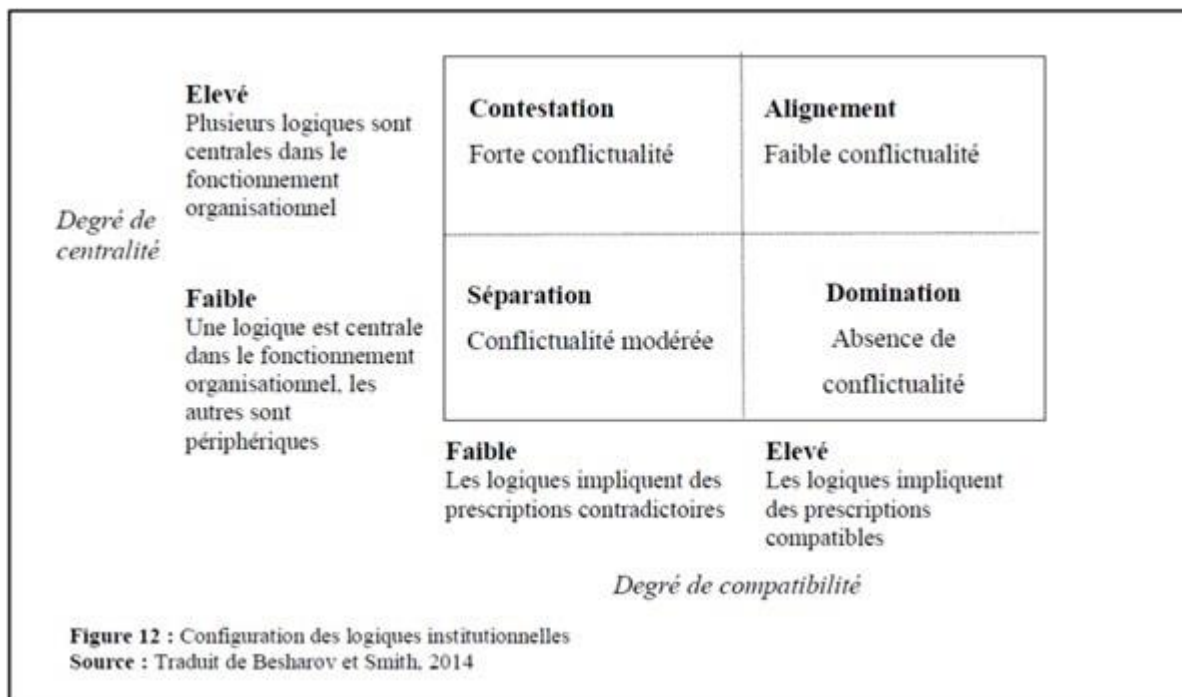 Elevé
Plusieurs logiques sont
centrales dans le
fonctionnement
organisationnel
Degré de
centralité
Faible
Une logique est centrale
dans le fonctionnement
organisationnel, les
autres sont
périphériques
Contestation
Forte conflictualité
Alignement
Faible conflictualité
Séparation
Conflictualité modérée
Domination
Absence de
conflictualité
Faible
Les logiques impliquent des
prescriptions contradictoires
Elevé
Les logiques impliquent
des prescriptions
compatibles
Degré de compatibilité
Figure 12 : Configuration des logiques institutionnelles
Source : Traduit de Besharov et Smith, 2014